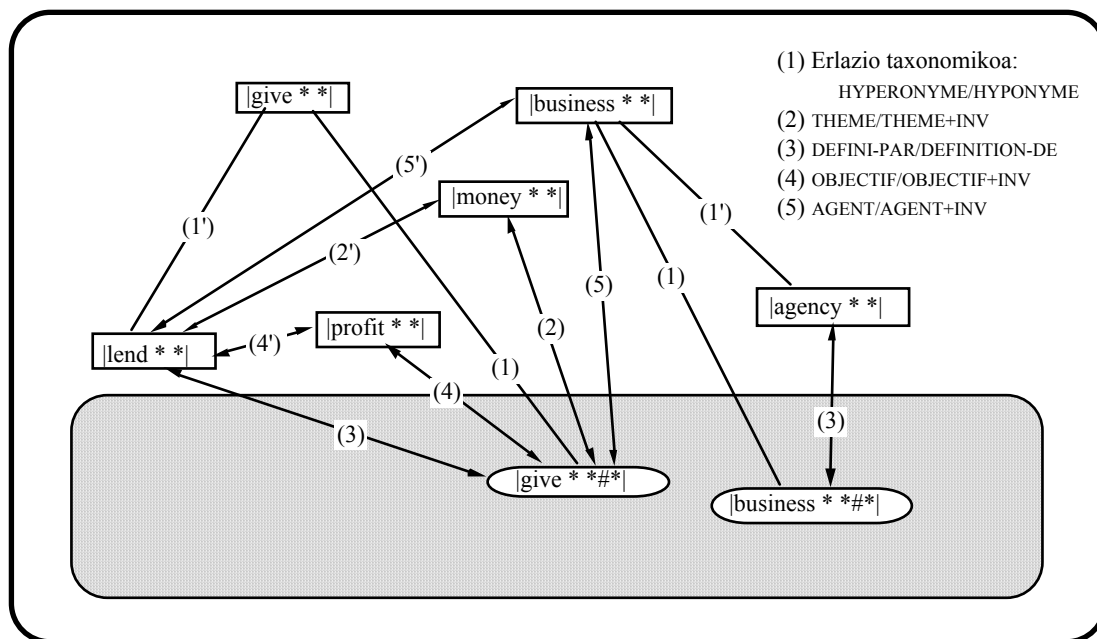 (1) Erlazio taxonomikoa:
HYPERONYME/HYPONYME
(2) THEME/THEME+INV
(3) DEFINI-PAR/DEFINITION-DE
(4) OBJECTIF/OBJECTIF+INV
(5) AGENT/AGENT+INV
|give * *|
|business * *|
(5')
|money * *|
(1')
(1')
(2')
(5)
(1)
|agency * *|
|profit * *|
(2)
|lend * *|
(4')
(1)
(4)
(3)
(3)
|give * *#*|
|business * *#*|